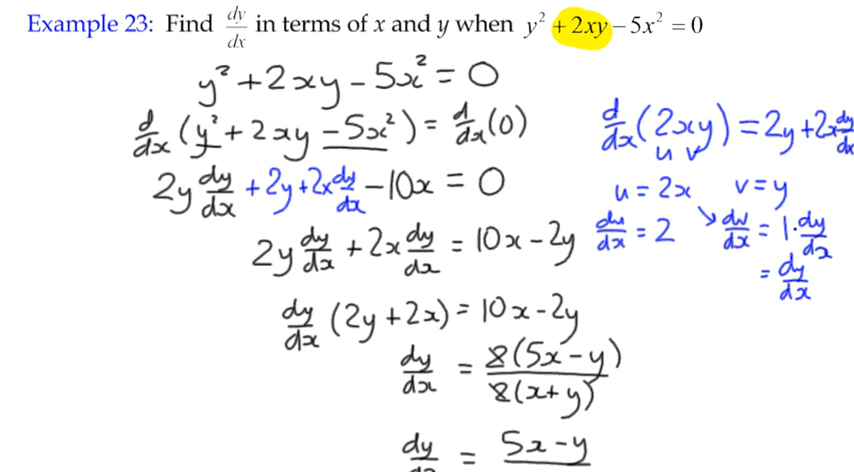 Example 23: Find dy/dx in terms of x and y when y² + 2xy − 5x² = 0
y² + 2xy − 5x² = 0
d/dx (y² + 2xy − 5x²) = d/dx (0)
2y dy/dx + 2y + 2x dy/dx − 10x = 0
2y dy/dx + 2x dy/dx = 10x − 2y
dy/dx (2y + 2x) = 10x − 2y
dy/dx = 2(5x − y) / 2(x + y)
dy/dx = 5x − y
d/dx (2xy) = 2y + 2x dy/dx
u v
u = 2x v = y
du/dx = 2 dv/dx = 1. dy/dx
= dy/dx